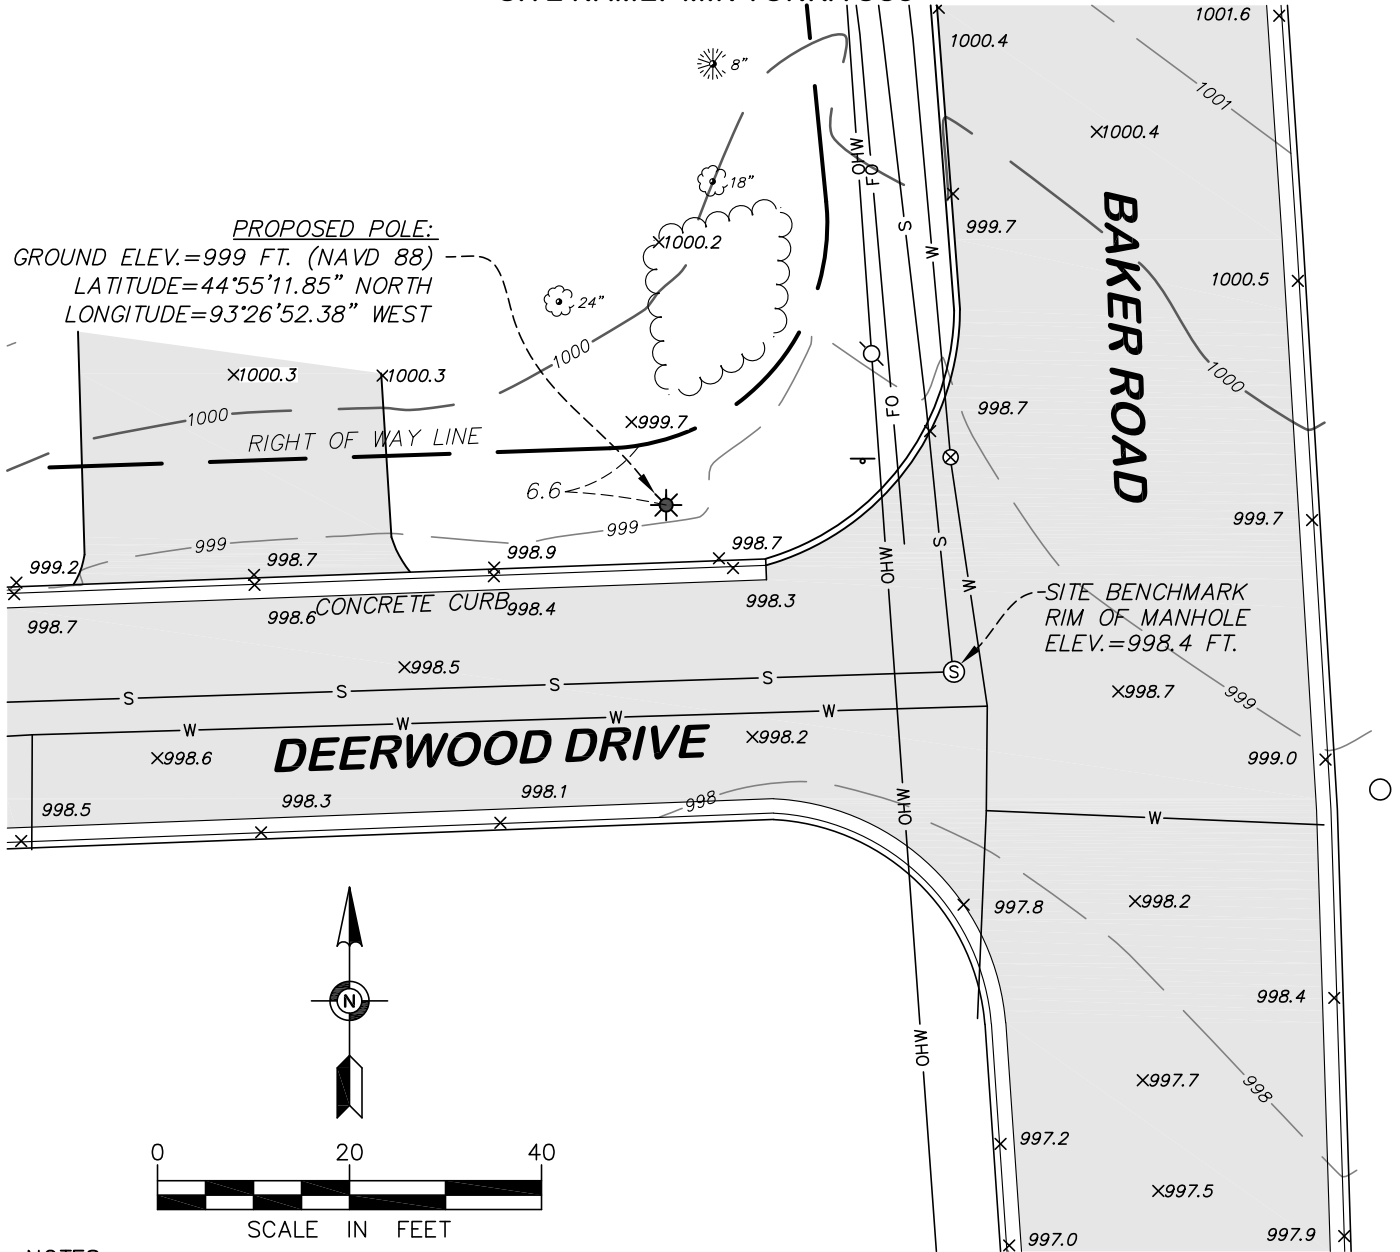 1001.6
1000.4
8"
1001
×1000.4
OHW
FO
18"
S
W
999.7
BAKER ROAD
PROPOSED POLE:
GROUND ELEV.=999 FT. (NAVD 88)
LATITUDE=44°55'11.85" NORTH
LONGITUDE=93°26'52.38" WEST
×1000.2
1000.5
24"
1000
×1000.3
×1000.3
1000
1000
FO
998.7
×999.7
RIGHT OF WAY LINE
6.6
999.7
999
999
998.9
998.7
998.7
999.2
OHW
S
W
CONCRETE CURB
998.6
998.4
998.3
998.7
SITE BENCHMARK
RIM OF MANHOLE
ELEV.=998.4 FT.
×998.5
S
S S S S
×998.7
999
W W W W
DEERWOOD DRIVE
×998.6
×998.2
999.0
998.5
998.3
998.1
998
OHW
W
997.8
×998.2
998.4
N
OHW
×997.7
998
997.2
0 20 40
SCALE IN FEET
×997.5
997.0
997.9